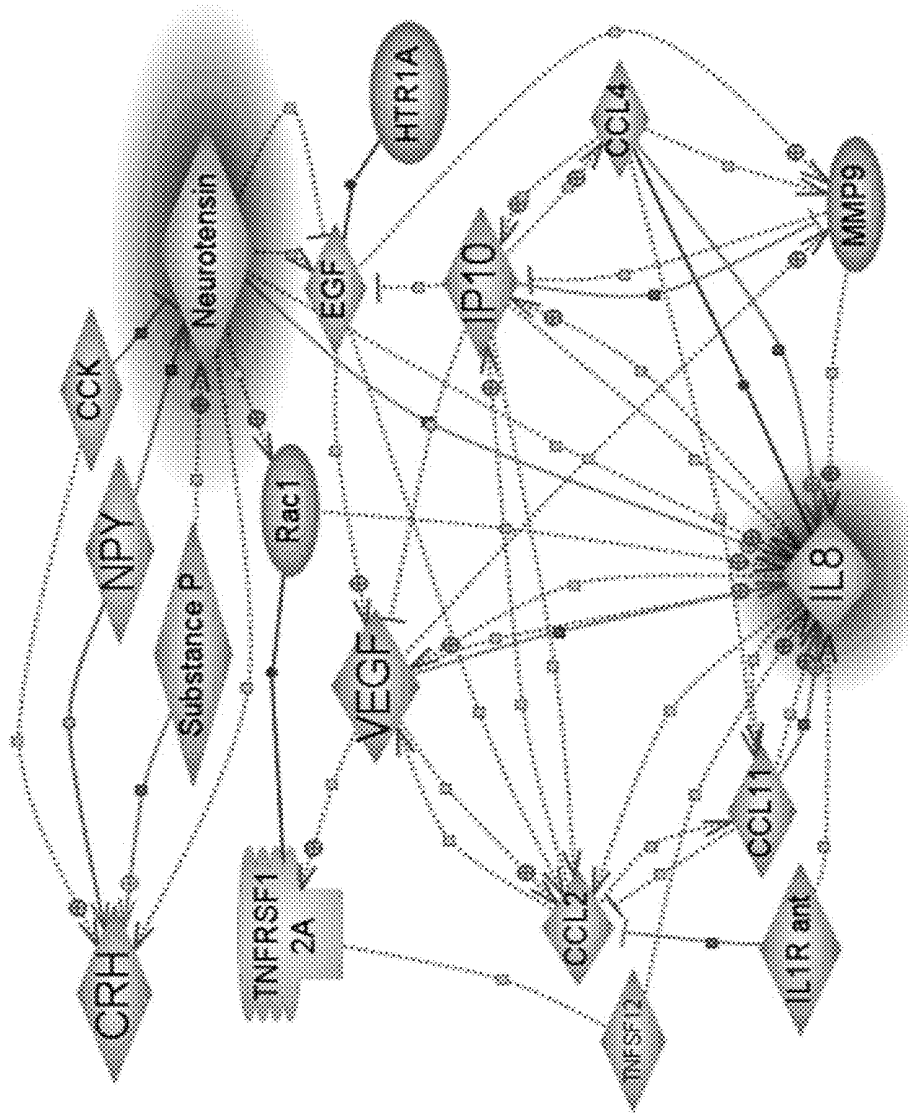 CRH
NPY
CCK
Substance P
Neurotensin
TNFRSF1
2A
Rac1
EGF
VEGF
HTR1A
IP10
CCL2
TNFSF12
CCL4
CCL11
IL1R ant
IL8
MMP9